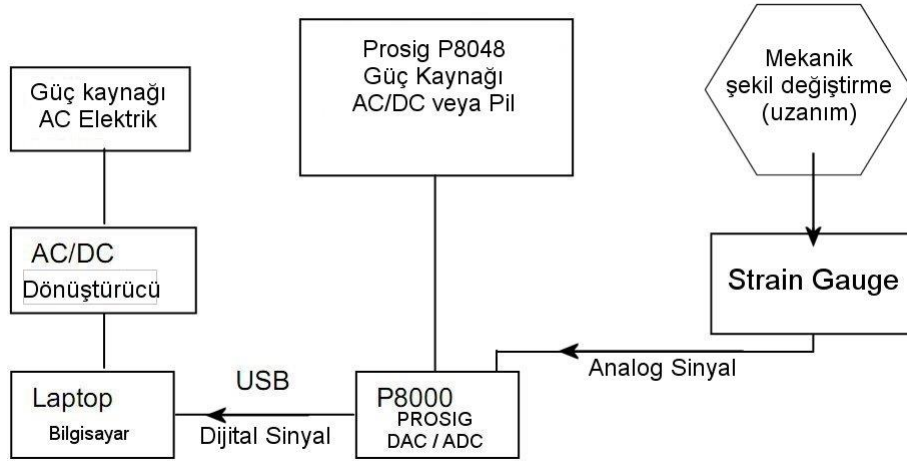 Prosig P8048
Güç Kaynağı
AC/DC veya Pil
Mekanik
şekil değiştirme
(uzanım)
Güç kaynağı
AC Elektrik
AC/DC
Dönüştürücü
Strain Gauge
Analog Sinyal
USB
Dijital Sinyal
Laptop
Bilgisayar
P8000
PROSIG
DAC / ADC